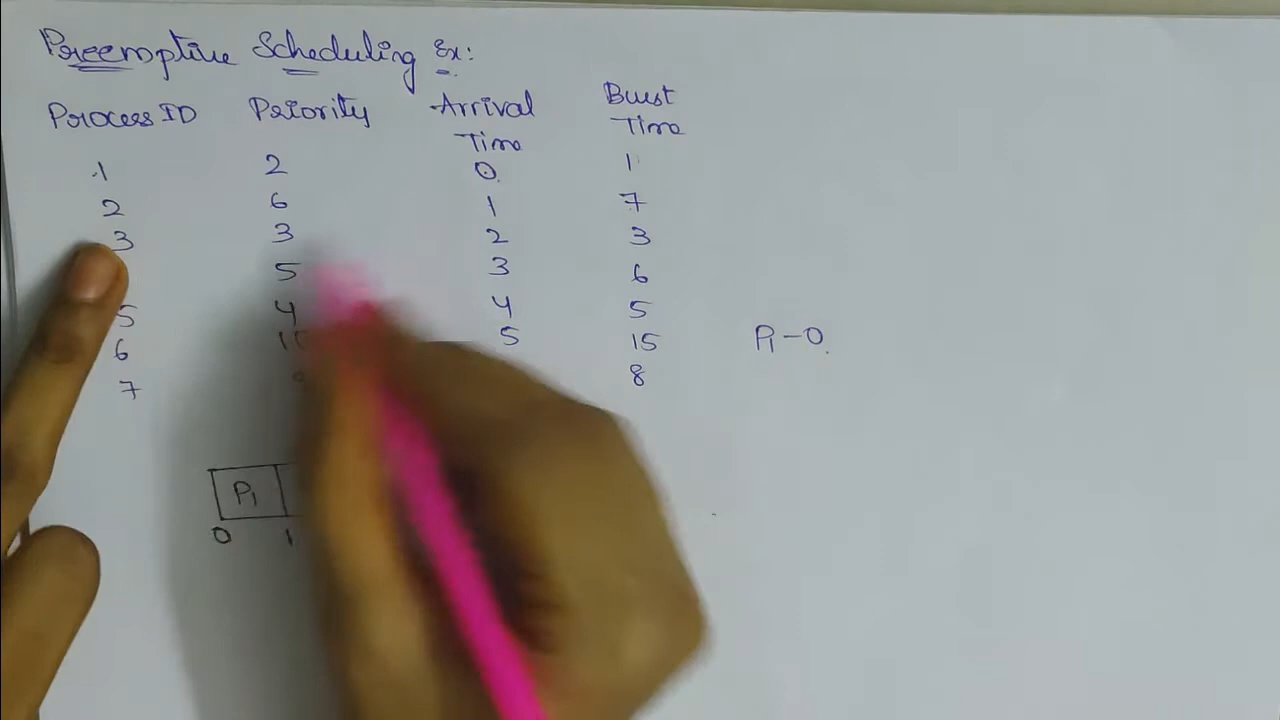 Preemptive Scheduling Ex:
Process ID Priority Arrival Time Burst Time
1 2 0 1
2 6 1 7
3 3 2 3
5 3 6
5 4 4 5
6 5 15 P1 - 0.
7 8
P1
0 1